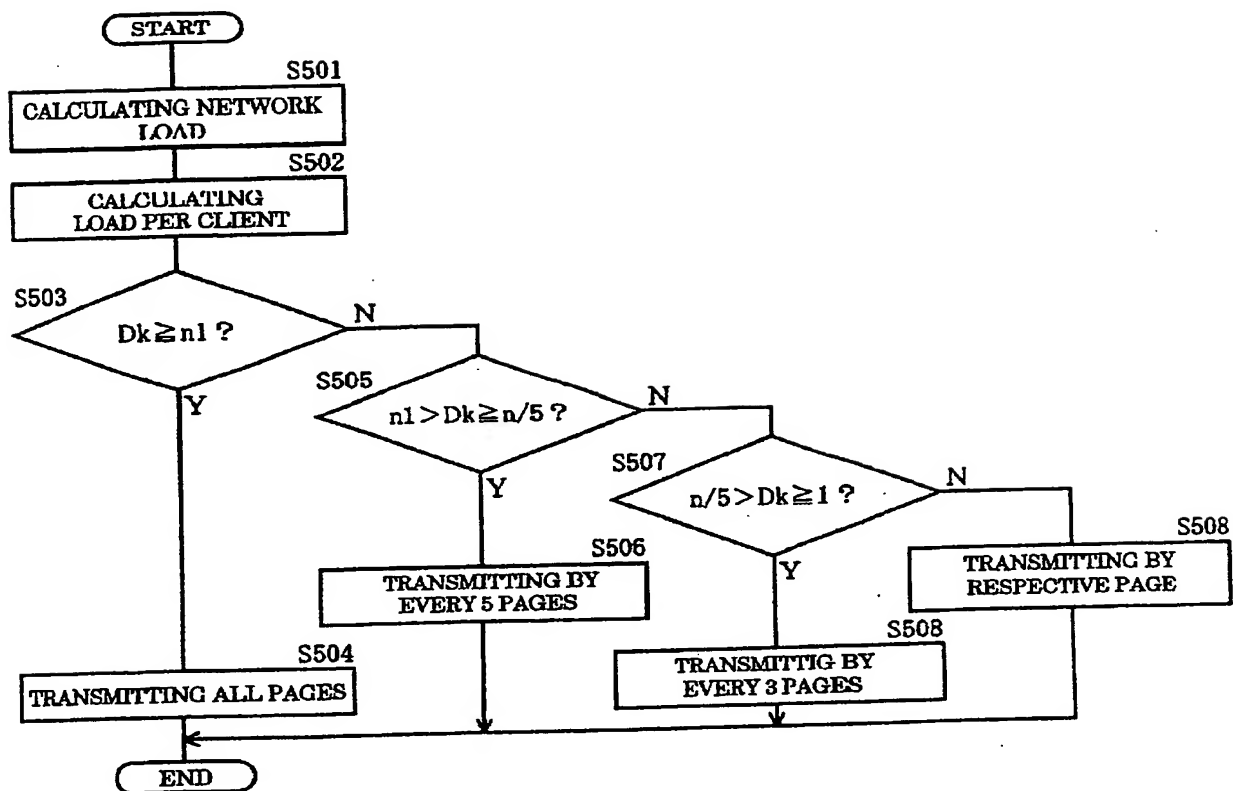 START
S501
CALCULATING NETWORK
LOAD
S502
CALCULATING
LOAD PER CLIENT
S503
Dk≧n1 ?
N
Y
S505
n1>Dk≧n/5 ?
N
Y
S507
n/5>Dk≧1 ?
N
Y
S506
TRANSMITTING BY
EVERY 5 PAGES
S508
TRANSMITTING BY
RESPECTIVE PAGE
S508
TRANSMITTIG BY
EVERY 3 PAGES
S504
TRANSMITTING ALL PAGES
END